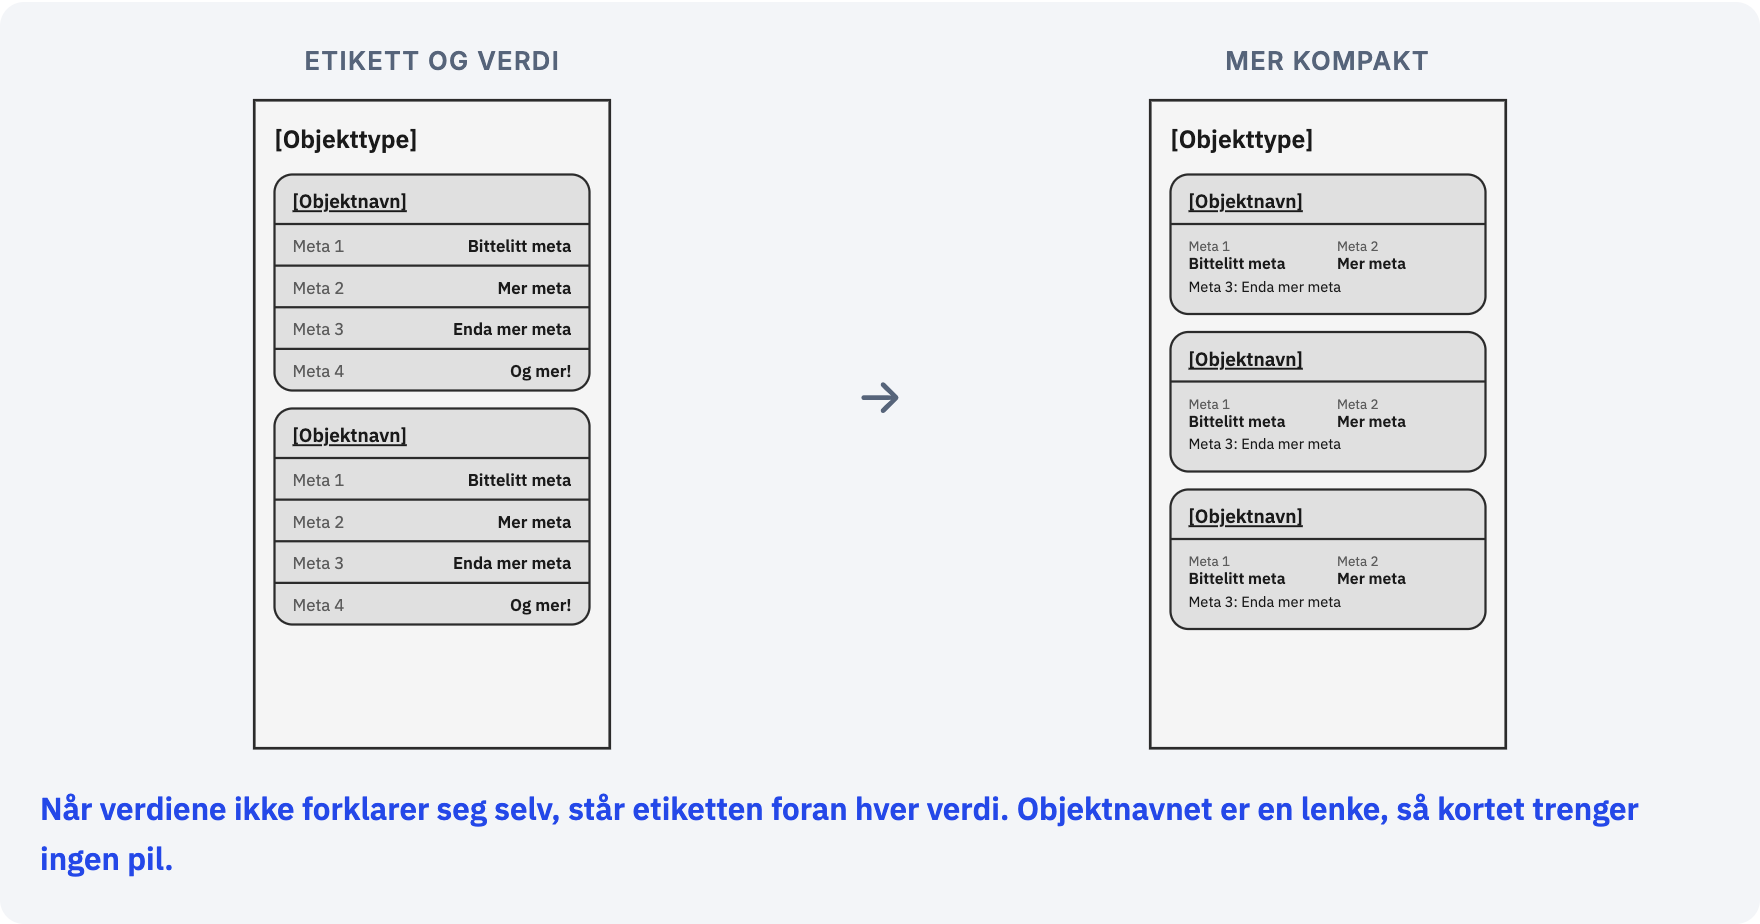 ETIKETT OG VERDI
[Objekttype]
[Objektnavn]
Meta 1 Bittelitt meta
Meta 2 Mer meta
Meta 3 Enda mer meta
Meta 4 Og mer!
[Objektnavn]
Meta 1 Bittelitt meta
Meta 2 Mer meta
Meta 3 Enda mer meta
Meta 4 Og mer!
MER KOMPAKT
[Objekttype]
[Objektnavn]
Meta 1 Meta 2
Bittelitt meta Mer meta
Meta 3: Enda mer meta
[Objektnavn]
Meta 1 Meta 2
Bittelitt meta Mer meta
Meta 3: Enda mer meta
[Objektnavn]
Meta 1 Meta 2
Bittelitt meta Mer meta
Meta 3: Enda mer meta
Når verdiene ikke forklarer seg selv, står etiketten foran hver verdi. Objektnavnet er en lenke, så kortet trenger
ingen pil.